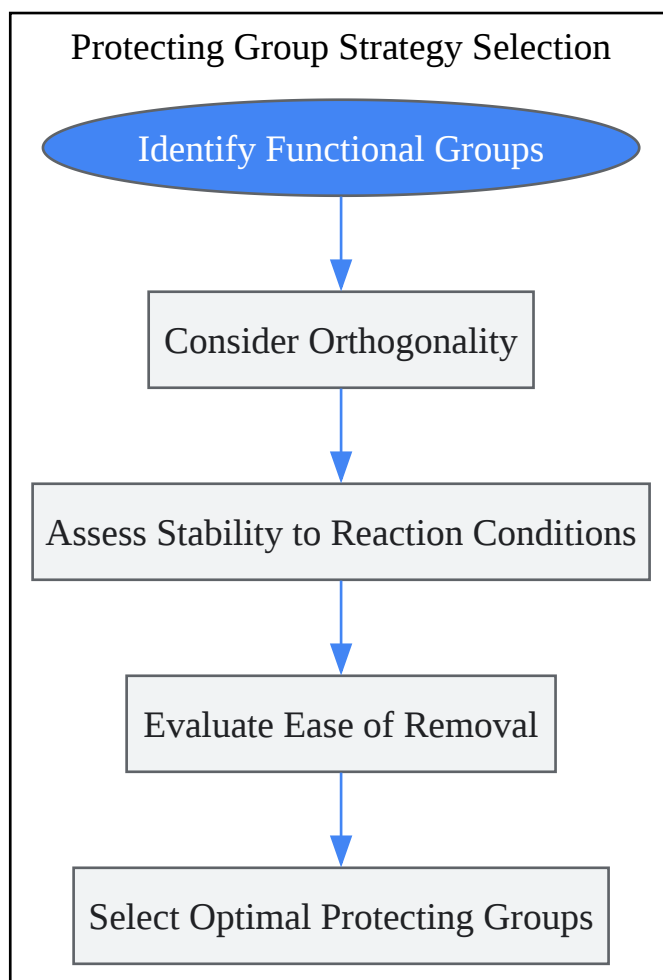 Protecting Group Strategy Selection
Identify Functional Groups
Consider Orthogonality
Assess Stability to Reaction Conditions
Evaluate Ease of Removal
Select Optimal Protecting Groups